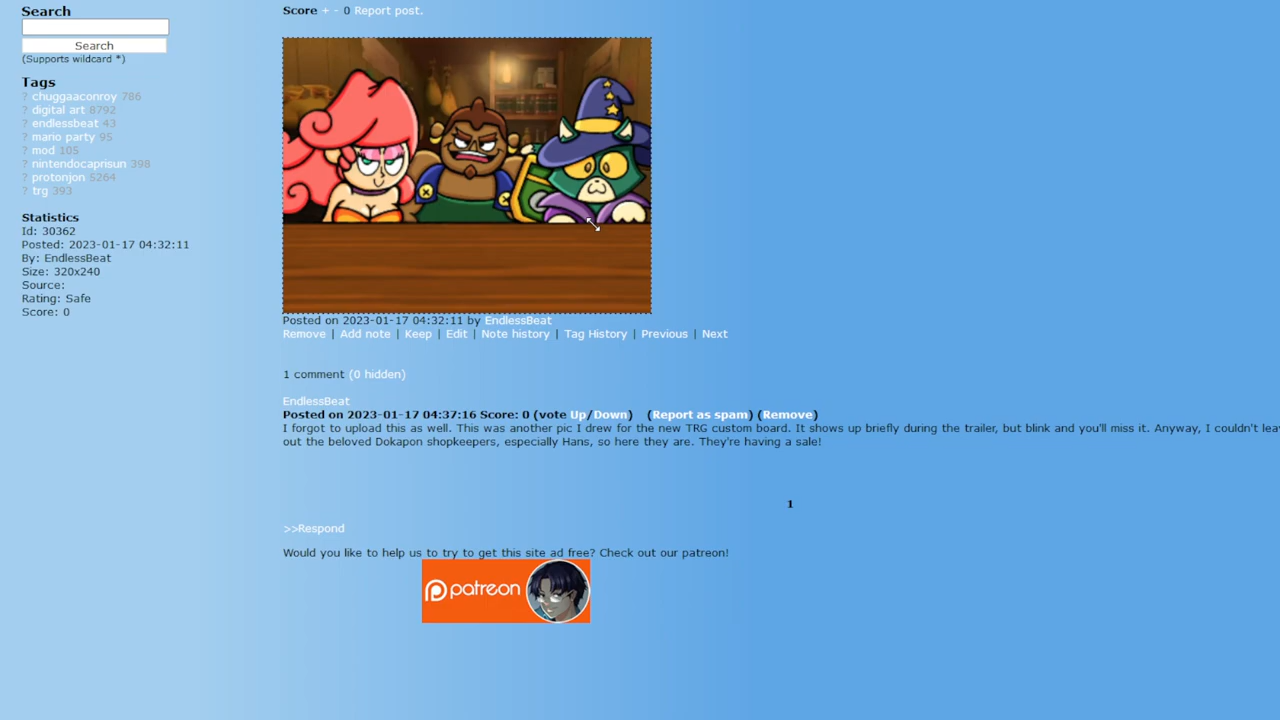 Search
Search
(Supports wildcard *)
Tags
? chuggaaconroy 786
? digital art 8792
? endlessbeat 43
? mario party 95
? mod 105
? nintendocaprisun 398
? protonjon 5264
? trg 393
Statistics
Id: 30362
Posted: 2023-01-17 04:32:11
By: EndlessBeat
Size: 320x240
Source:
Rating: Safe
Score: 0
Score + - 0 Report post.
Posted on 2023-01-17 04:32:11 by EndlessBeat
Remove | Add note | Keep | Edit | Note history | Tag History | Previous | Next
1 comment (0 hidden)
EndlessBeat
Posted on 2023-01-17 04:37:16 Score: 0 (vote Up/Down) (Report as spam) (Remove)
I forgot to upload this as well. This was another pic I drew for the new TRG custom board. It shows up briefly during the trailer, but blink and you'll miss it. Anyway, I couldn't
out the beloved Dokapon shopkeepers, especially Hans, so here they are. They're having a sale!
1
>>Respond
Would you like to help us to try to get this site ad free? Check out our patreon!
patreon